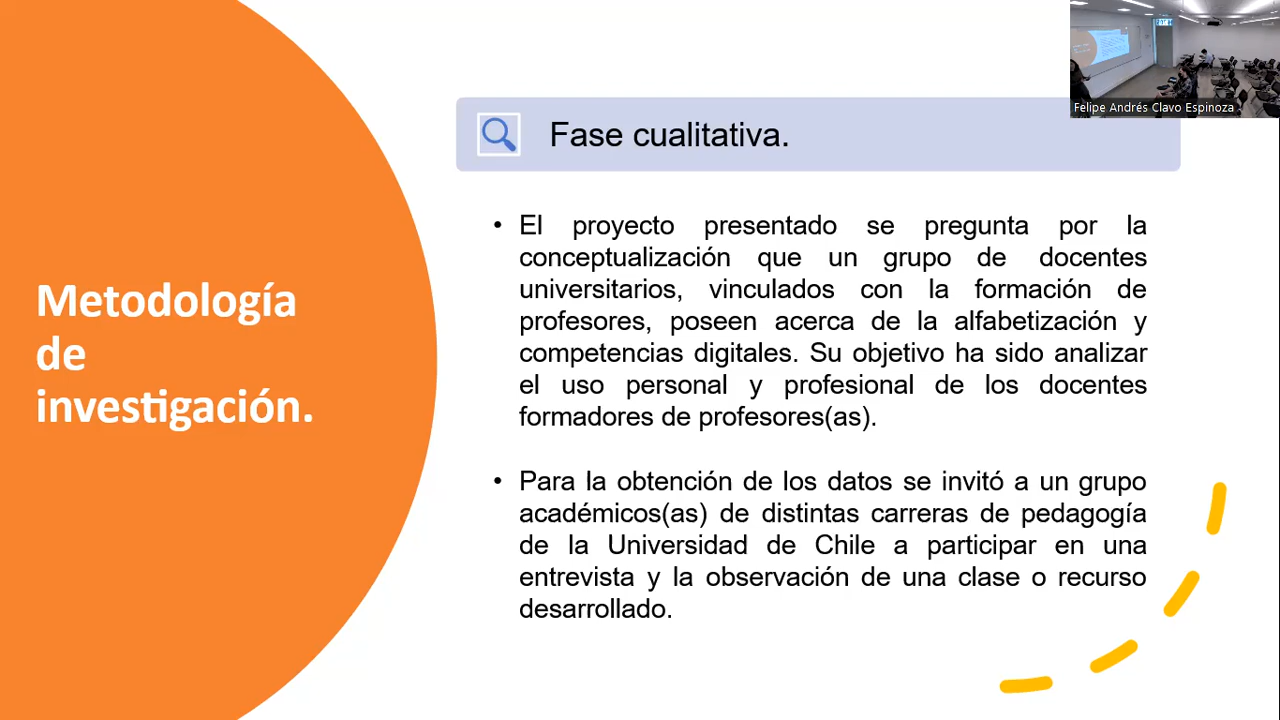 Felipe Andrés Clavo Espinoza
Fase cualitativa.
Metodología
de
investigación.
• El proyecto presentado se pregunta por la
conceptualización que un grupo de docentes
universitarios, vinculados con la formación de
profesores, poseen acerca de la alfabetización y
competencias digitales. Su objetivo ha sido analizar
el uso personal y profesional de los docentes
formadores de profesores(as).
• Para la obtención de los datos se invitó a un grupo
académicos(as) de distintas carreras de pedagogía
de la Universidad de Chile a participar en una
entrevista y la observación de una clase o recurso
desarrollado.